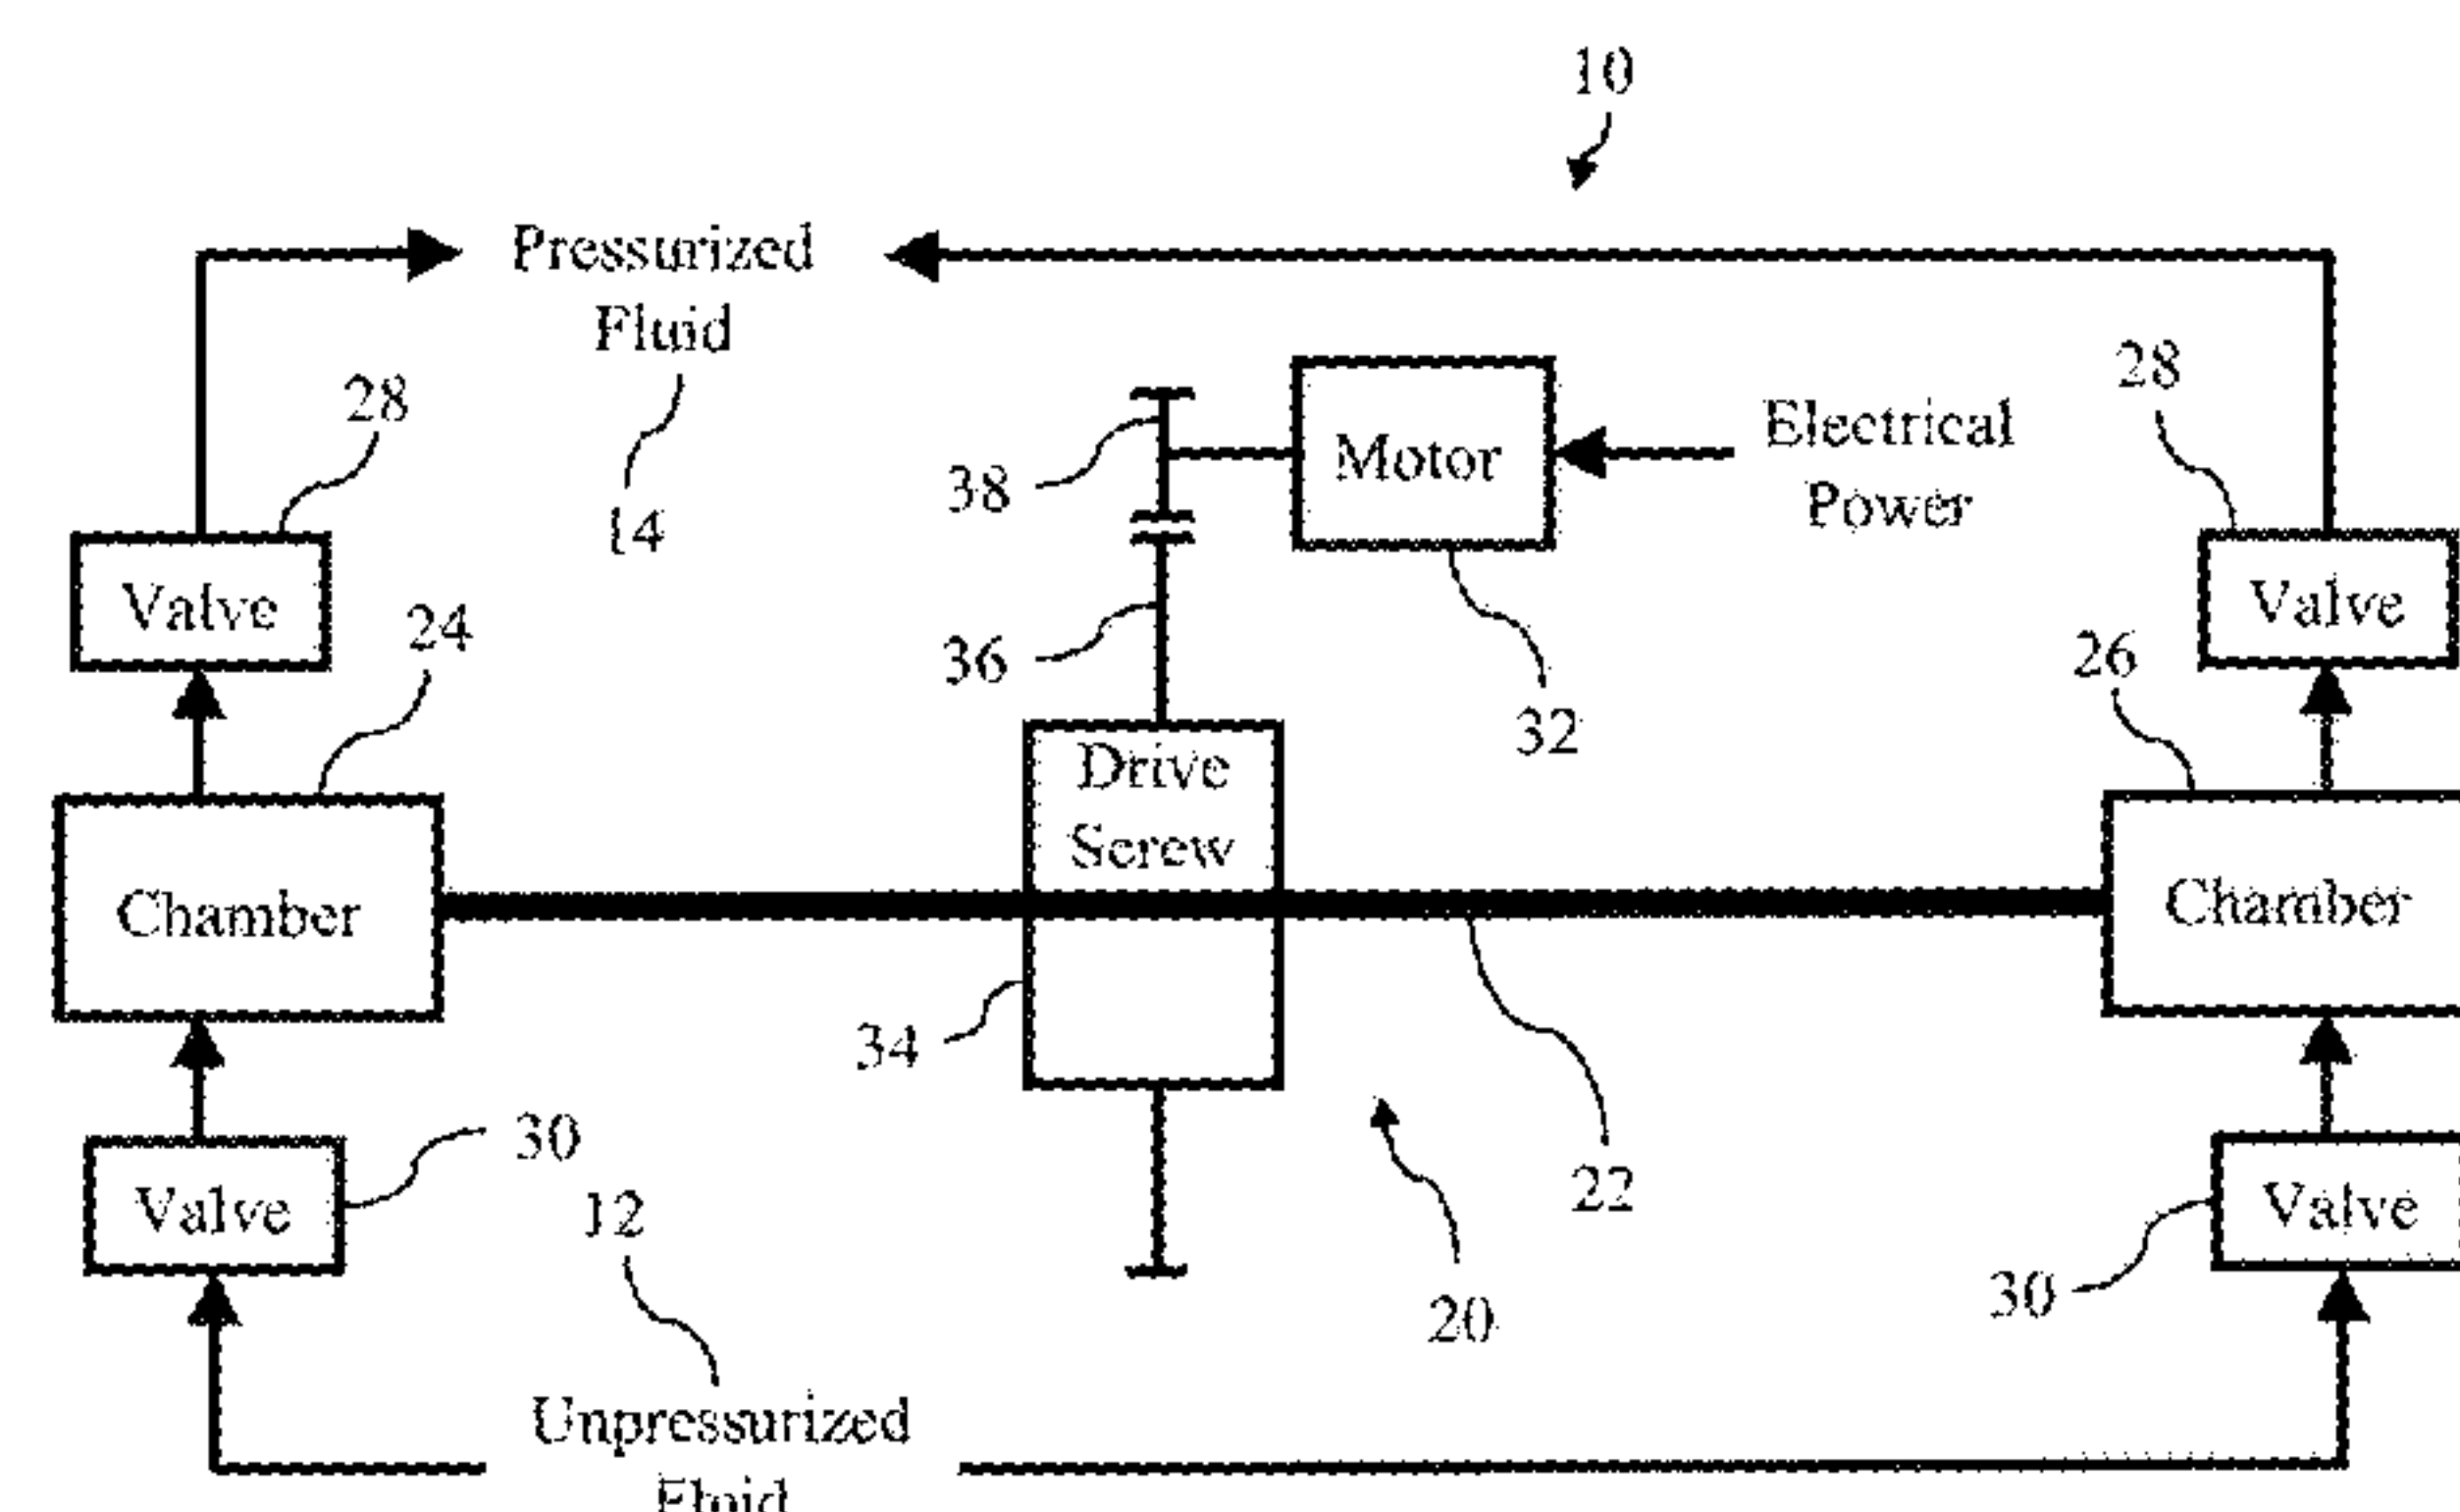 10
Pressurized
Fluid
14
28
Valve
24
Chamber
38
36
Motor
32
Electrical
Power
28
Valve
26
Chamber
Drive
Screw
34
22
20
30
Valve
12
Unpressurized
Fluid
30
Valve